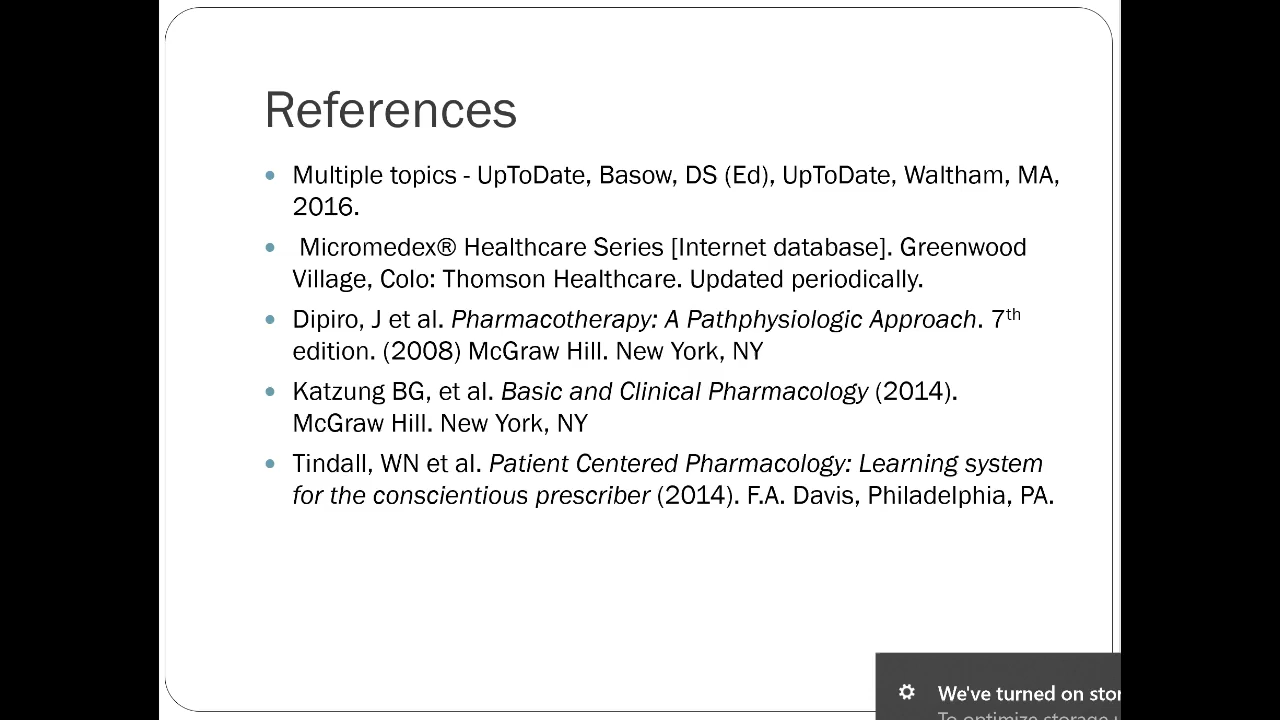 References
• Multiple topics - UpToDate, Basow, DS (Ed), UpToDate, Waltham, MA,
2016.
• Micromedex® Healthcare Series [Internet database]. Greenwood
Village, Colo: Thomson Healthcare. Updated periodically.
• Dipiro, J et al. Pharmacotherapy: A Pathphysiologic Approach. 7th
edition. (2008) McGraw Hill. New York, NY
• Katzung BG, et al. Basic and Clinical Pharmacology (2014).
McGraw Hill. New York, NY
• Tindall, WN et al. Patient Centered Pharmacology: Learning system
for the conscientious prescriber (2014). F.A. Davis, Philadelphia, PA.
We've turned on stor
To optimize storage